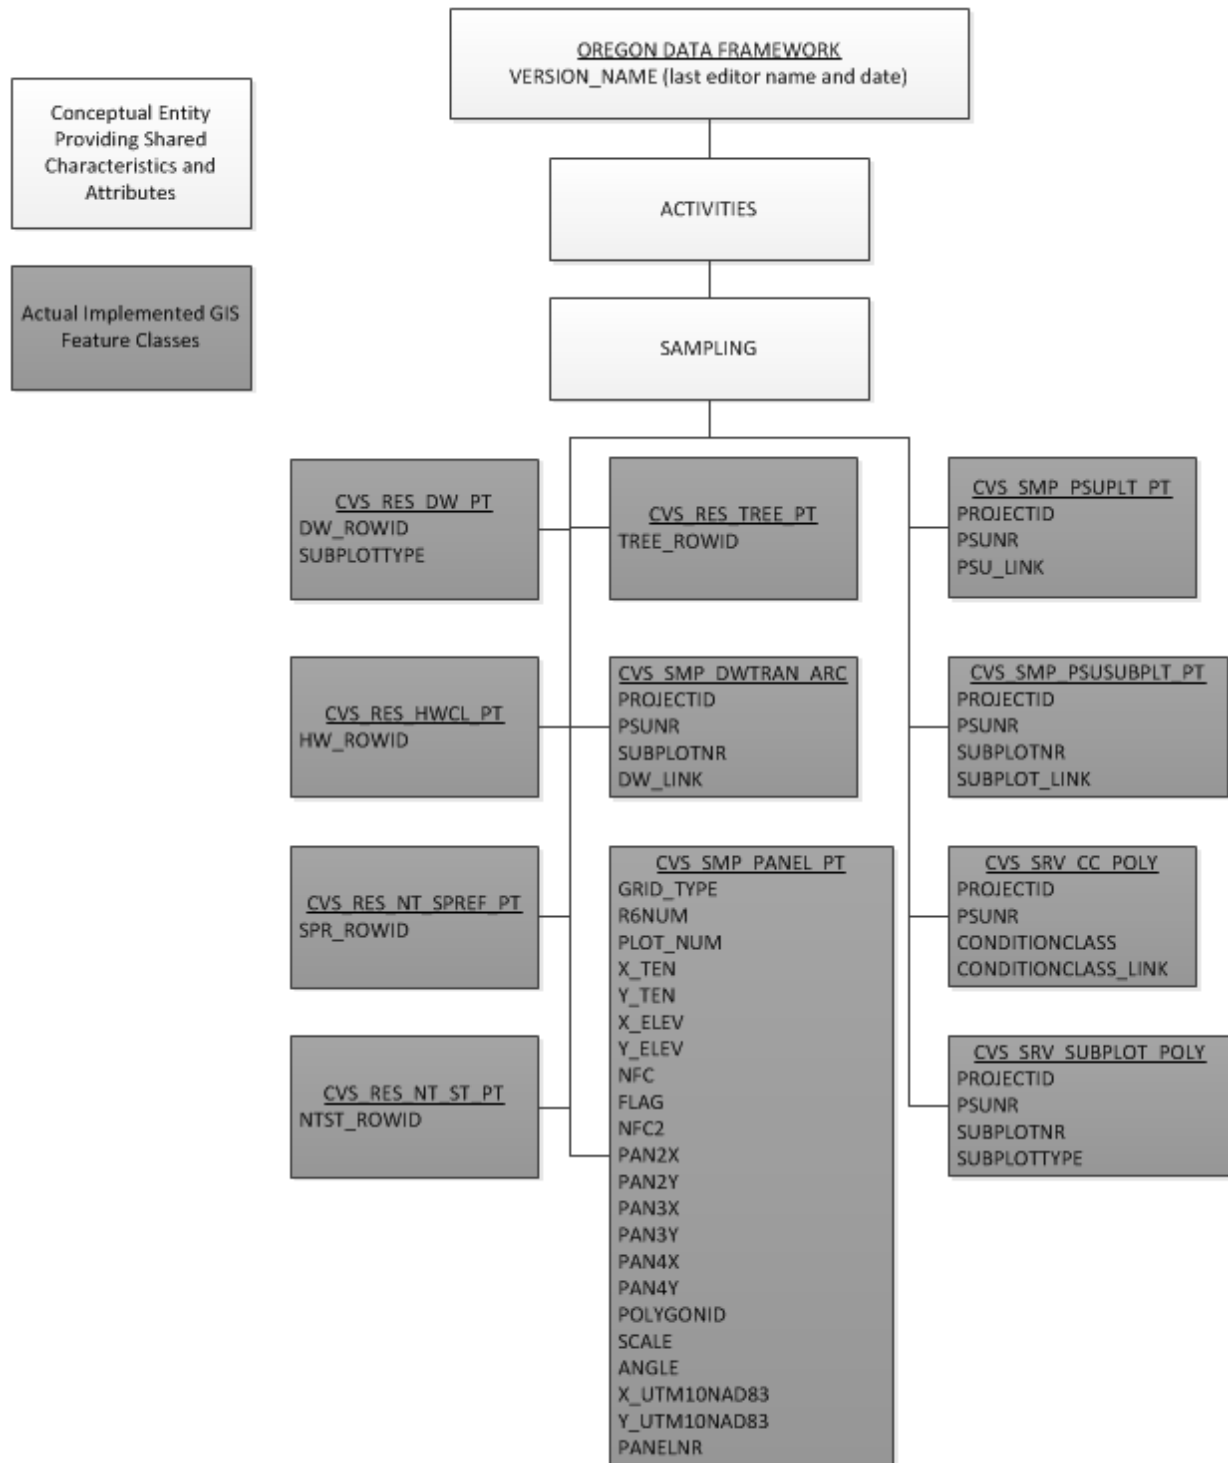 OREGON DATA FRAMEWORK
VERSION_NAME (last editor name and date)
Conceptual Entity
Providing Shared
Characteristics and
Attributes
ACTIVITIES
Actual Implemented GIS
Feature Classes
SAMPLING
CVS_RES_DW_PT
DW_ROWID
SUBPLOTTYPE
CVS_RES_TREE_PT
TREE_ROWID
CVS_SMP_PSUPLT_PT
PROJECTID
PSUNR
PSU_LINK
CVS_RES_HWCL_PT
HW_ROWID
CVS_SMP_DWTRAN_ARC
PROJECTID
PSUNR
SUBPLOTNR
DW_LINK
CVS_SMP_PSUSUBPLT_PT
PROJECTID
PSUNR
SUBPLOTNR
SUBPLOT_LINK
CVS_RES_NT_SPREF_PT
SPR_ROWID
CVS_SMP_PANEL_PT
GRID_TYPE
R6NUM
PLOT_NUM
X_TEN
Y_TEN
X_ELEV
Y_ELEV
NFC
FLAG
NFC2
PAN2X
PAN2Y
PAN3X
PAN3Y
PAN4X
PAN4Y
POLYGONID
SCALE
ANGLE
X_UTM10NAD83
Y_UTM10NAD83
PANELNR
CVS_SRV_CC_POLY
PROJECTID
PSUNR
CONDITIONCLASS
CONDITIONCLASS_LINK
CVS_RES_NT_ST_PT
NTST_ROWID
CVS_SRV_SUBPLOT_POLY
PROJECTID
PSUNR
SUBPLOTNR
SUBPLOTTYPE